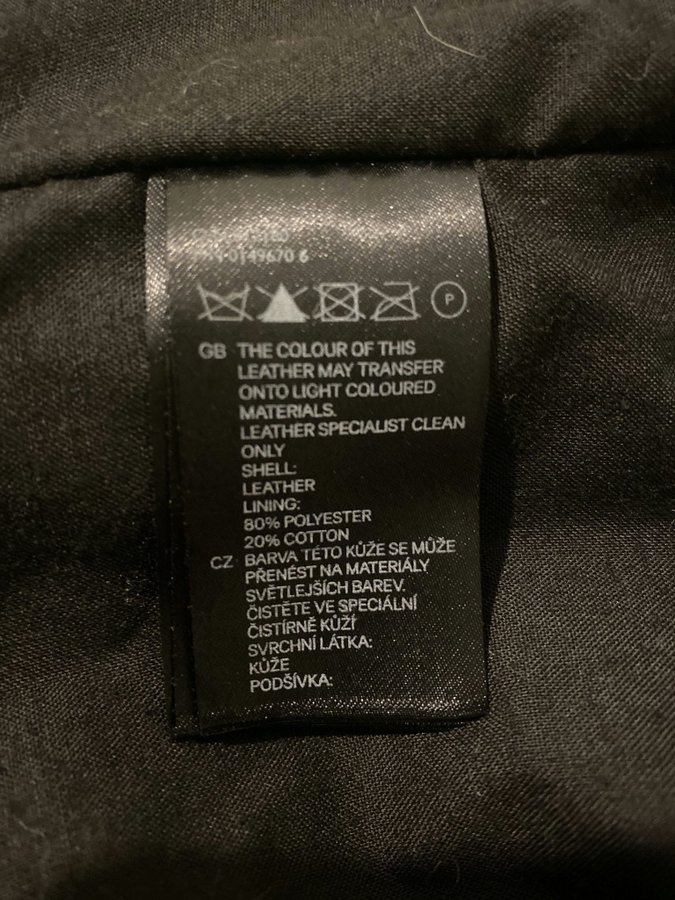 0149670 6
P
GB THE COLOUR OF THIS
LEATHER MAY TRANSFER
ONTO LIGHT COLOURED
MATERIALS.
LEATHER SPECIALIST CLEAN
ONLY
SHELL:
LEATHER
LINING:
80% POLYESTER
20% COTTON
CZ BARVA TÉTO KŮŽE SE MŮŽE
PŘENÉST NA MATERIÁLY
SVĚTLEJŠÍCH BAREV.
ČISTĚTE VE SPECIÁLNÍ
ČISTÍRNĚ KŮŽÍ
SVRCHNÍ LÁTKA:
KŮŽE
PODŠÍVKA: